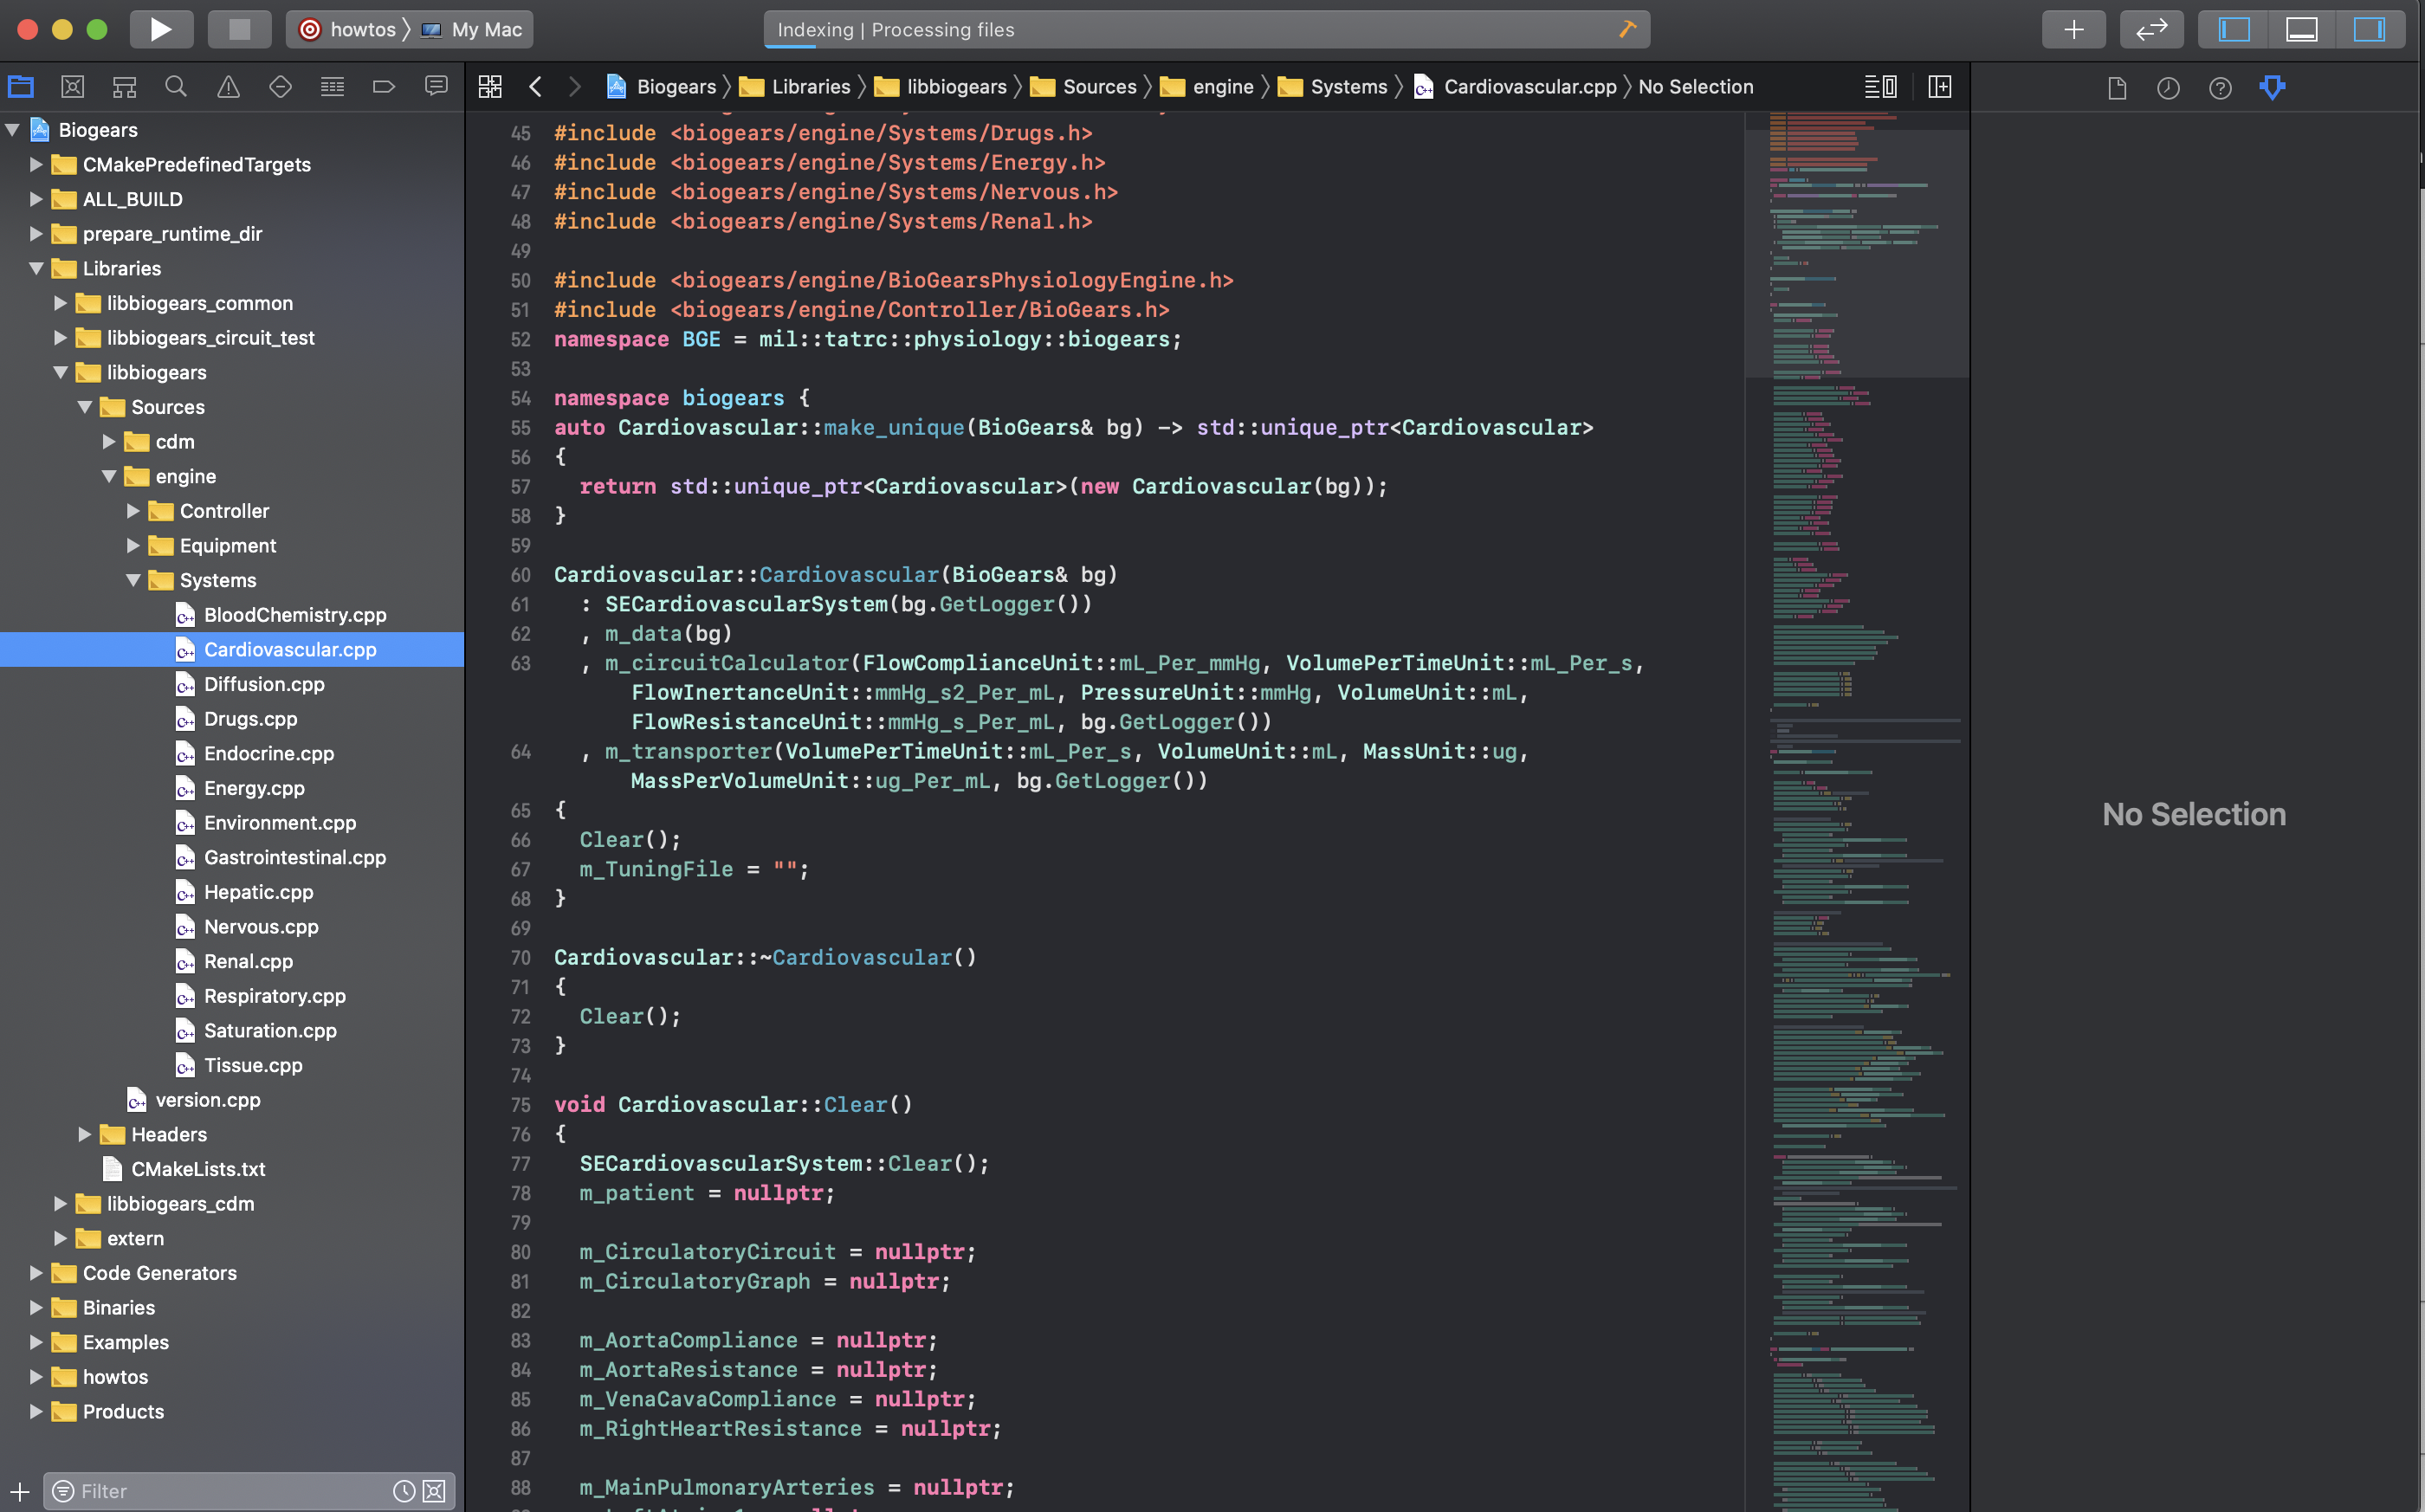 howtos 〉 My Mac
Indexing | Processing files
Biogears 〉 Libraries 〉 libbiogears 〉 Sources 〉 engine 〉 Systems 〉 Cardiovascular.cpp 〉 No Selection
Biogears
CMakePredefinedTargets
ALL_BUILD
prepare_runtime_dir
Libraries
libbiogears_common
libbiogears_circuit_test
libbiogears
Sources
cdm
engine
Controller
Equipment
Systems
BloodChemistry.cpp
Cardiovascular.cpp
Diffusion.cpp
Drugs.cpp
Endocrine.cpp
Energy.cpp
Environment.cpp
Gastrointestinal.cpp
Hepatic.cpp
Nervous.cpp
Renal.cpp
Respiratory.cpp
Saturation.cpp
Tissue.cpp
version.cpp
Headers
CMakeLists.txt
libbiogears_cdm
extern
Code Generators
Binaries
Examples
howtos
Products
Filter
45 #include <biogears/engine/Systems/Drugs.h>
46 #include <biogears/engine/Systems/Energy.h>
47 #include <biogears/engine/Systems/Nervous.h>
48 #include <biogears/engine/Systems/Renal.h>
49
50 #include <biogears/engine/BioGearsPhysiologyEngine.h>
51 #include <biogears/engine/Controller/BioGears.h>
52 namespace BGE = mil::tatrc::physiology::biogears;
53
54 namespace biogears {
55 auto Cardiovascular::make_unique(BioGears& bg) -> std::unique_ptr<Cardiovascular>
56 {
57 return std::unique_ptr<Cardiovascular>(new Cardiovascular(bg));
58 }
59
60 Cardiovascular::Cardiovascular(BioGears& bg)
61 : SECardiovascularSystem(bg.GetLogger())
62 , m_data(bg)
63 , m_circuitCalculator(FlowComplianceUnit::mL_Per_mmHg, VolumePerTimeUnit::mL_Per_s,
FlowInertanceUnit::mmHg_s2_Per_mL, PressureUnit::mmHg, VolumeUnit::mL,
FlowResistanceUnit::mmHg_s_Per_mL, bg.GetLogger())
64 , m_transporter(VolumePerTimeUnit::mL_Per_s, VolumeUnit::mL, MassUnit::ug,
MassPerVolumeUnit::ug_Per_mL, bg.GetLogger())
65 {
66 Clear();
67 m_TuningFile = "";
68 }
69
70 Cardiovascular::~Cardiovascular()
71 {
72 Clear();
73 }
74
75 void Cardiovascular::Clear()
76 {
77 SECardiovascularSystem::Clear();
78 m_patient = nullptr;
79
80 m_CirculatoryCircuit = nullptr;
81 m_CirculatoryGraph = nullptr;
82
83 m_AortaCompliance = nullptr;
84 m_AortaResistance = nullptr;
85 m_VenaCavaCompliance = nullptr;
86 m_RightHeartResistance = nullptr;
87
88 m_MainPulmonaryArteries = nullptr;
No Selection